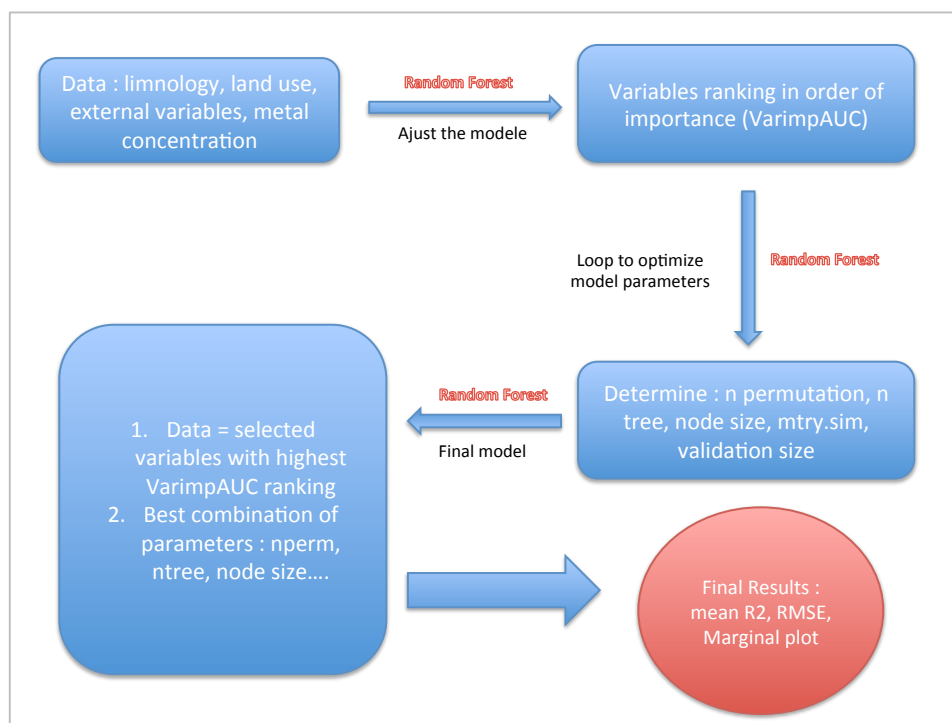 Data : limnology, land use,
external variables, metal
concentration
Random Forest
Ajust the modele
Variables ranking in order of
importance (VarimpAUC)
Loop to optimize
model parameters
Random Forest
Determine : n permutation, n
tree, node size, mtry.sim,
validation size
Random Forest
Final model
1. Data = selected
variables with highest
VarimpAUC ranking
2. Best combination of
parameters : nperm,
ntree, node size....
Final Results :
mean R2, RMSE,
Marginal plot